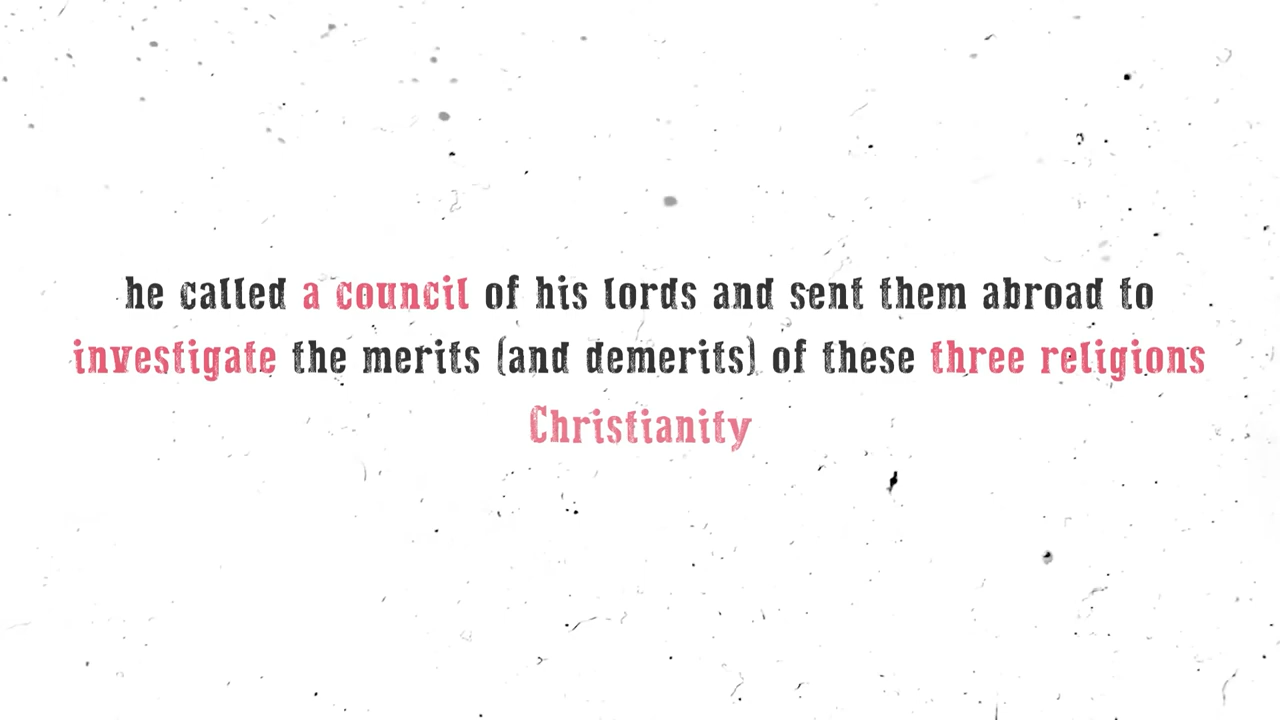 he called a council of his lords and sent them abroad to
investigate the merits (and demerits) of these three religions
Christianity